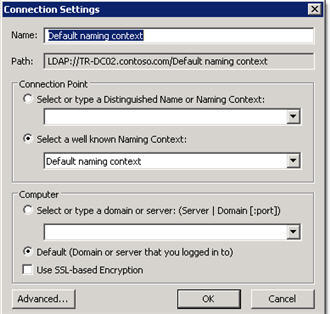 Connection Settings
Name: Default naming context
Path: LDAP://TR-DC02.contoso.com/Default naming context
Connection Point
Select or type a Distinguished Name or Naming Context:
Select a well known Naming Context:
Default naming context
Computer
Select or type a domain or server: (Server | Domain [:port])
Default (Domain or server that you logged in to)
Use SSL-based Encryption
Advanced... OK Cancel